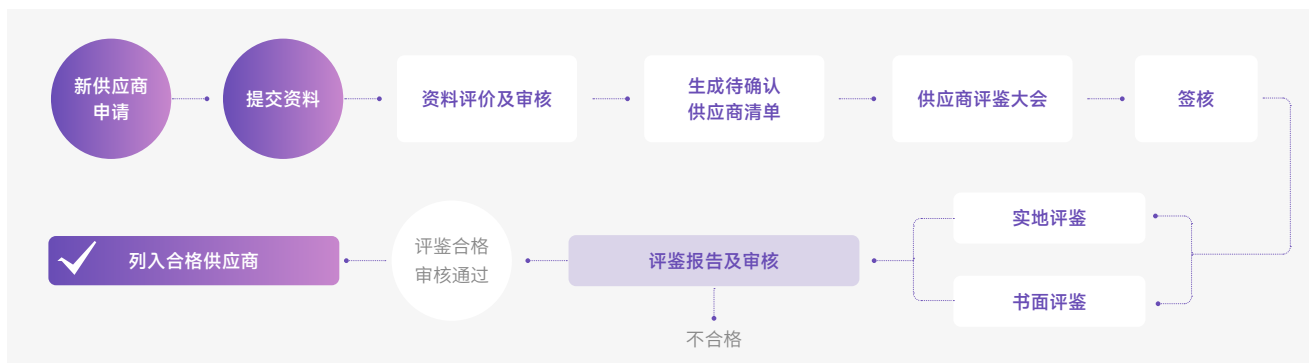 新供应商
申请
提交资料
资料评价及审核
生成待确认
供应商清单
供应商评鉴大会
签核
实地评鉴
书面评鉴
评鉴报告及审核
不合格
评鉴合格
审核通过
列入合格供应商